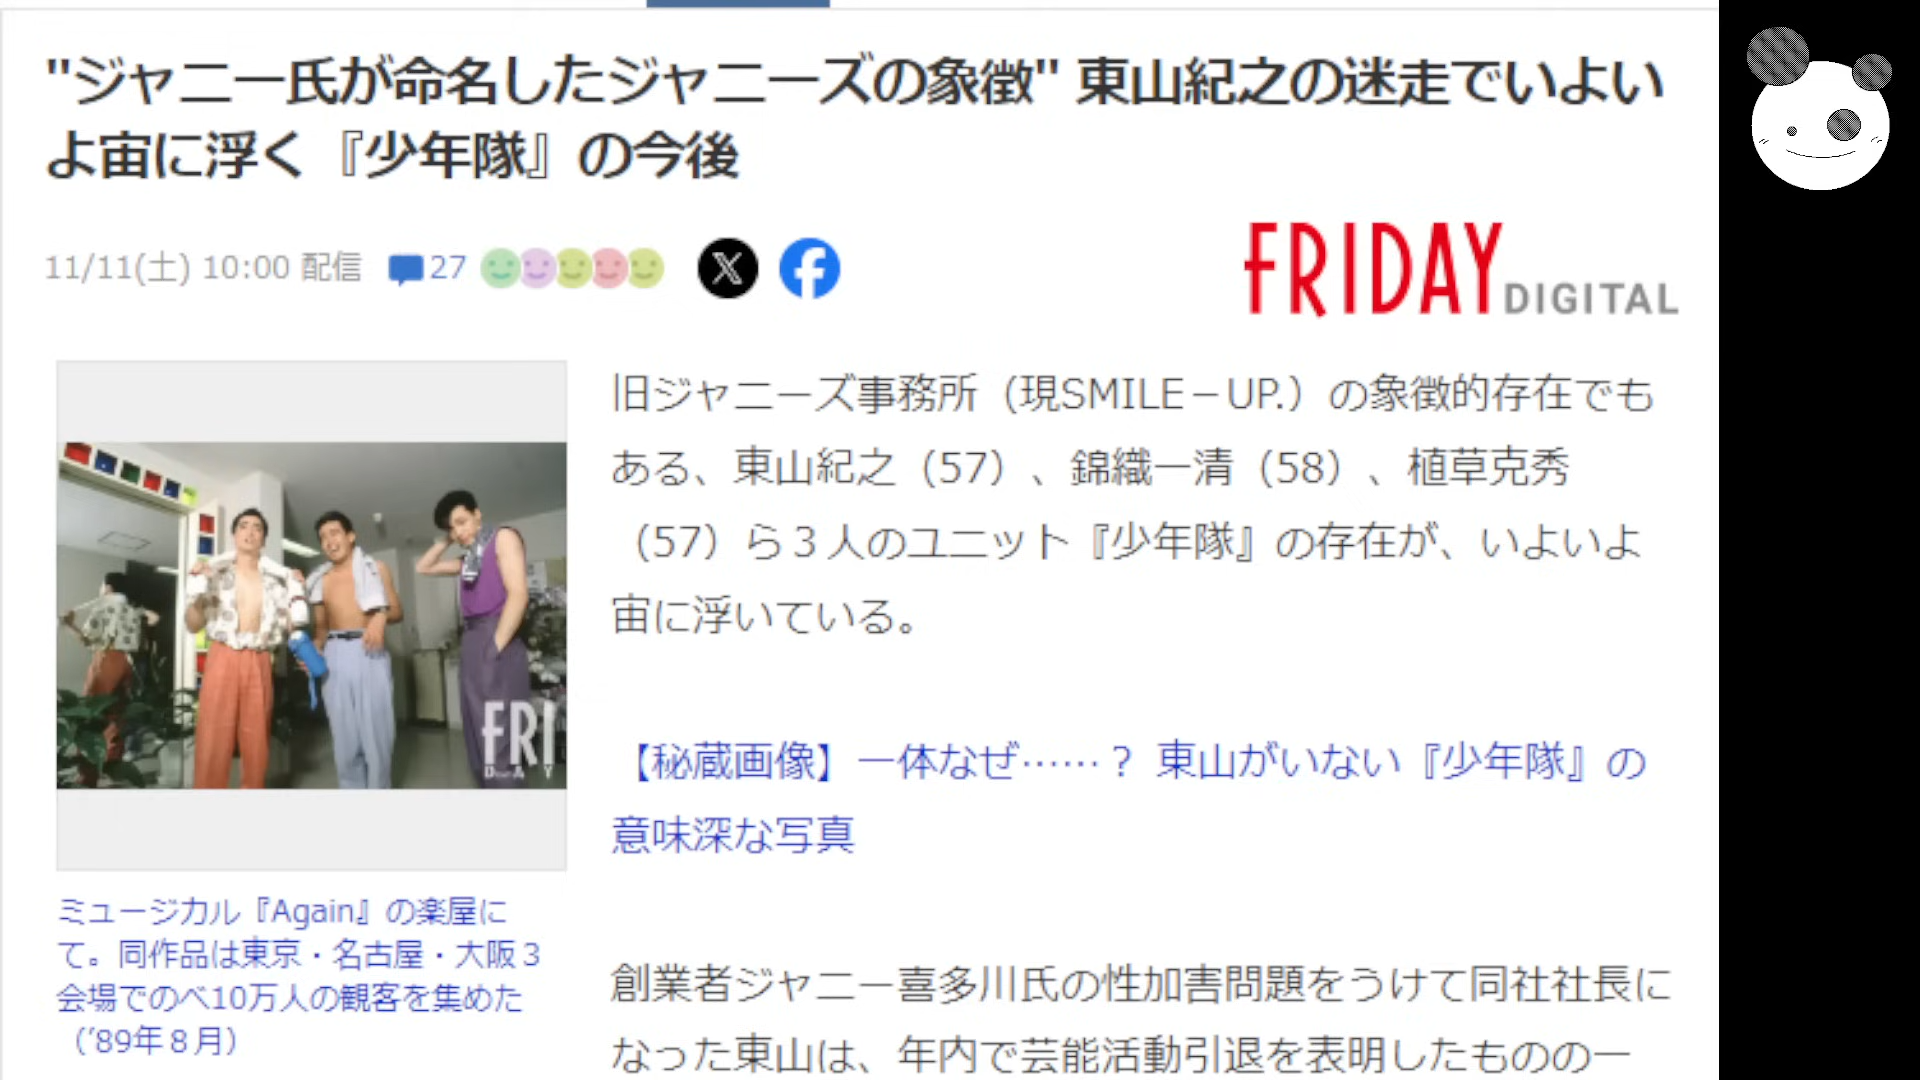 "ジャニー氏が命名したジャニーズの象徴" 東山紀之の迷走でいよい
よ宙に浮く『少年隊』の今後
11/11(土) 10:00 配信
27
FRIDAY DIGITAL
旧ジャニーズ事務所（現SMILE－UP.）の象徴的存在でも
ある、東山紀之（57）、錦織一清（58）、植草克秀
（57）ら３人のユニット『少年隊』の存在が、いよいよ
宙に浮いている。
【秘蔵画像】一体なぜ……？ 東山がいない『少年隊』の
意味深な写真
創業者ジャニー喜多川氏の性加害問題をうけて同社社長に
なった東山は、年内で芸能活動引退を表明したものの一
FRI
DAY
ミュージカル『Again』の楽屋に
て。同作品は東京・名古屋・大阪３
会場でのべ10万人の観客を集めた
（’89年８月）